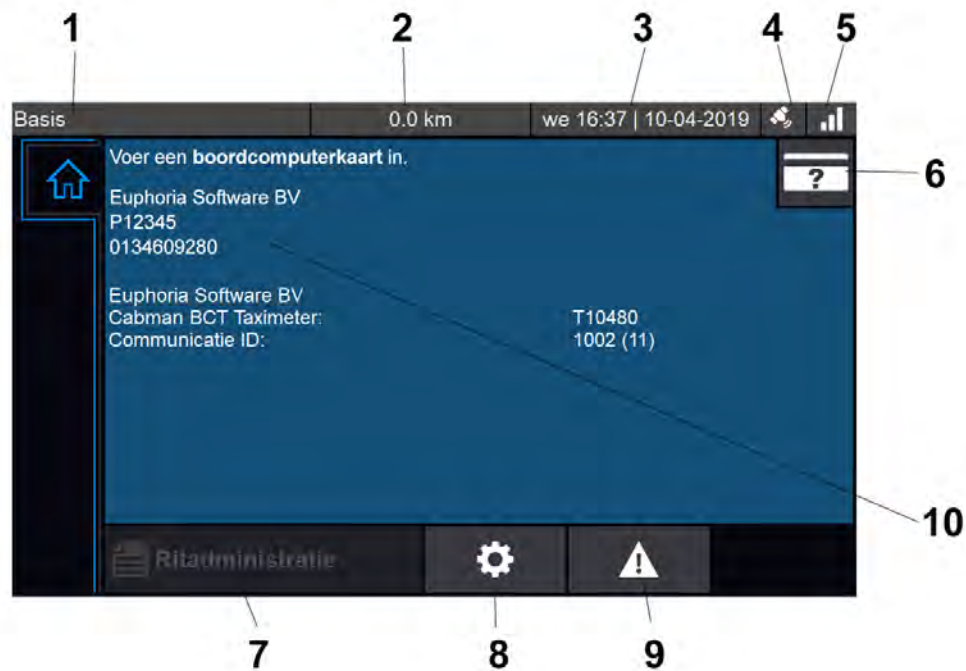 1 2 3 4 5
Basis 0.0 km we 16:37 | 10-04-2019
Voer een boordcomputerkaart in.
? 6
Euphoria Software BV
P12345
0134609280
Euphoria Software BV
Cabman BCT Taximeter: T10480
Communicatie ID: 1002 (11)
10
Ritadministratie
7 8 9